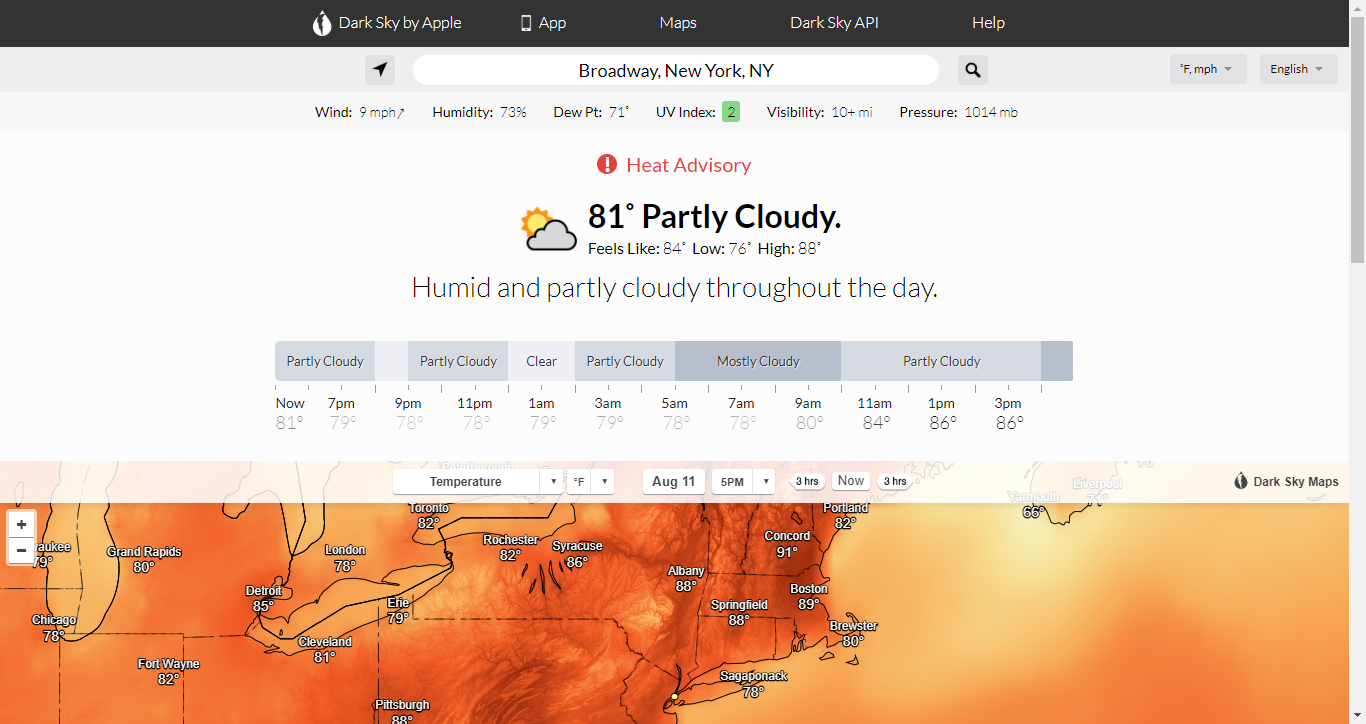 Dark Sky by Apple App Maps Dark Sky API Help
Broadway, New York, NY °F, mph English
Wind: 9 mph Humidity: 73% Dew Pt: 71° UV Index: 2 Visibility: 10+ mi Pressure: 1014 mb
Heat Advisory
81° Partly Cloudy.
Feels Like: 84° Low: 76° High: 88°
Humid and partly cloudy throughout the day.
Partly Cloudy Partly Cloudy Clear Partly Cloudy Mostly Cloudy Partly Cloudy
Now 7pm 9pm 11pm 1am 3am 5am 7am 9am 11am 1pm 3pm
81° 79° 78° 78° 79° 79° 78° 78° 80° 84° 86° 86°
Temperature °F Aug 11 5PM 3 hrs Now 3 hrs Dark Sky Maps
Liverpool
Yarmouth
66°
+
−
Toronto
82°
Portland
82°
Concord
91°
Rochester
82°
Syracuse
86°
79°
Grand Rapids
80°
London
78°
Albany
88°
Detroit
85°
Boston
89°
Erie
79°
Springfield
88°
Chicago
78°
Brewster
80°
Cleveland
81°
Fort Wayne
82°
Sagaponack
78°
Pittsburgh
88°